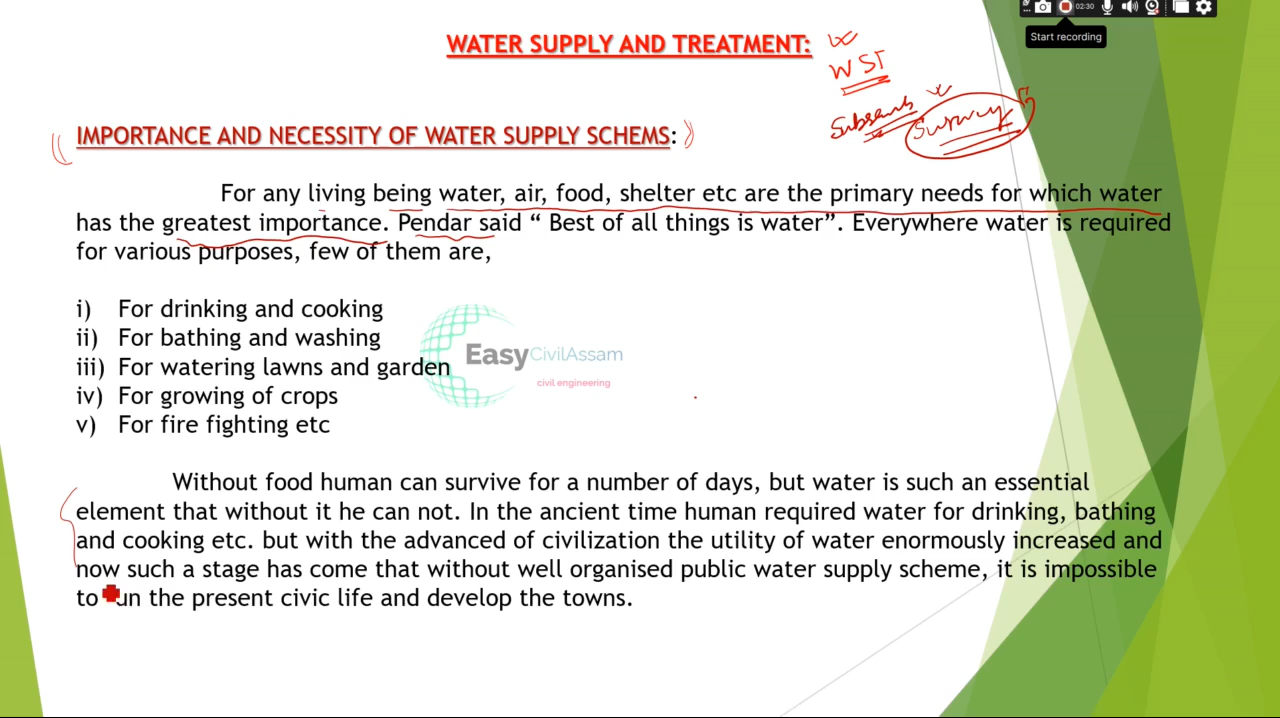 02:30
Start recording
WATER SUPPLY AND TREATMENT:
WST
Survey
IMPORTANCE AND NECESSITY OF WATER SUPPLY SCHEMS:
For any living being water, air, food, shelter etc are the primary needs for which water
has the greatest importance. Pendar said “ Best of all things is water”. Everywhere water is required
for various purposes, few of them are,
i) For drinking and cooking
ii) For bathing and washing
iii) For watering lawns and garden
iv) For growing of crops
v) For fire fighting etc
EasyCivilAssam
civil engineering
Without food human can survive for a number of days, but water is such an essential
element that without it he can not. In the ancient time human required water for drinking, bathing
and cooking etc. but with the advanced of civilization the utility of water enormously increased and
now such a stage has come that without well organised public water supply scheme, it is impossible
to un the present civic life and develop the towns.